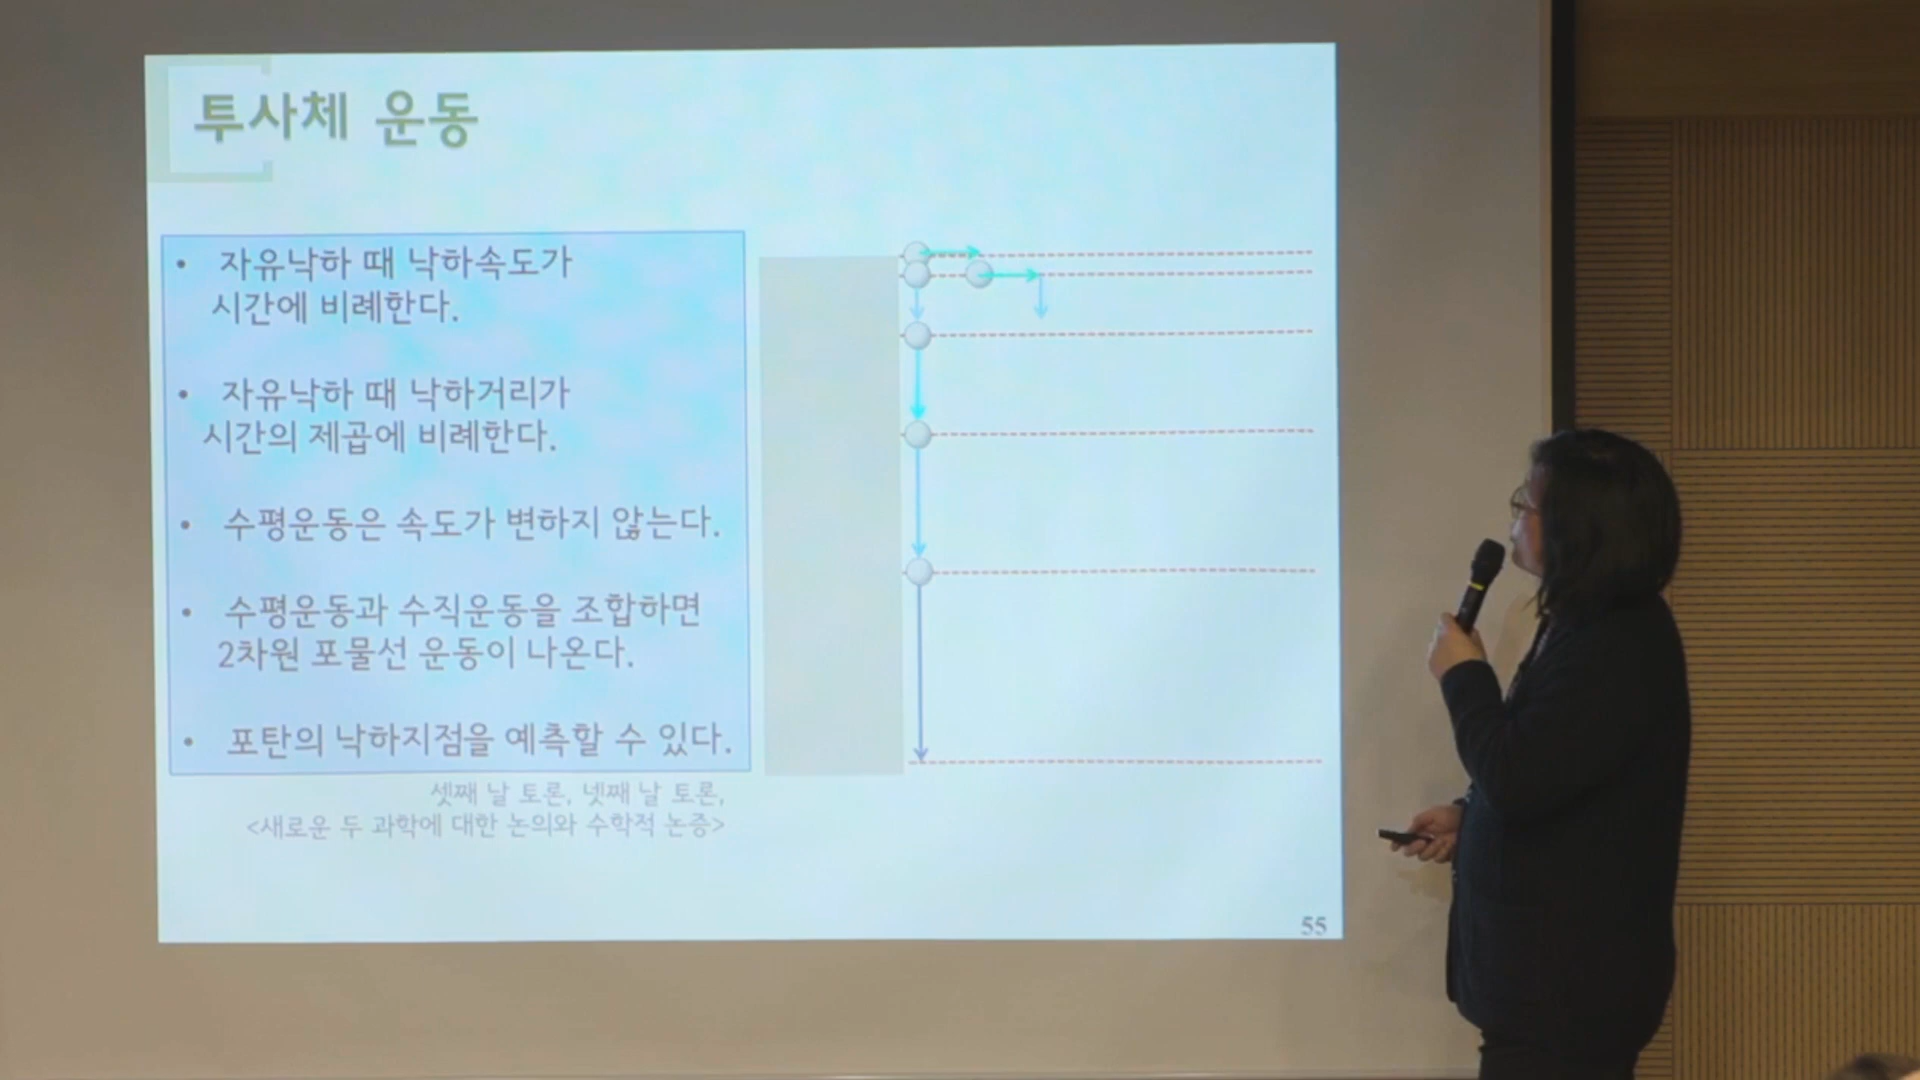 투사체 운동
• 자유낙하 때 낙하속도가
시간에 비례한다.
• 자유낙하 때 낙하거리가
시간의 제곱에 비례한다.
• 수평운동은 속도가 변하지 않는다.
• 수평운동과 수직운동을 조합하면
2차원 포물선 운동이 나온다.
• 포탄의 낙하지점을 예측할 수 있다.
셋째 날 토론, 넷째 날 토론,
<새로운 두 과학에 대한 논의와 수학적 논증>
55